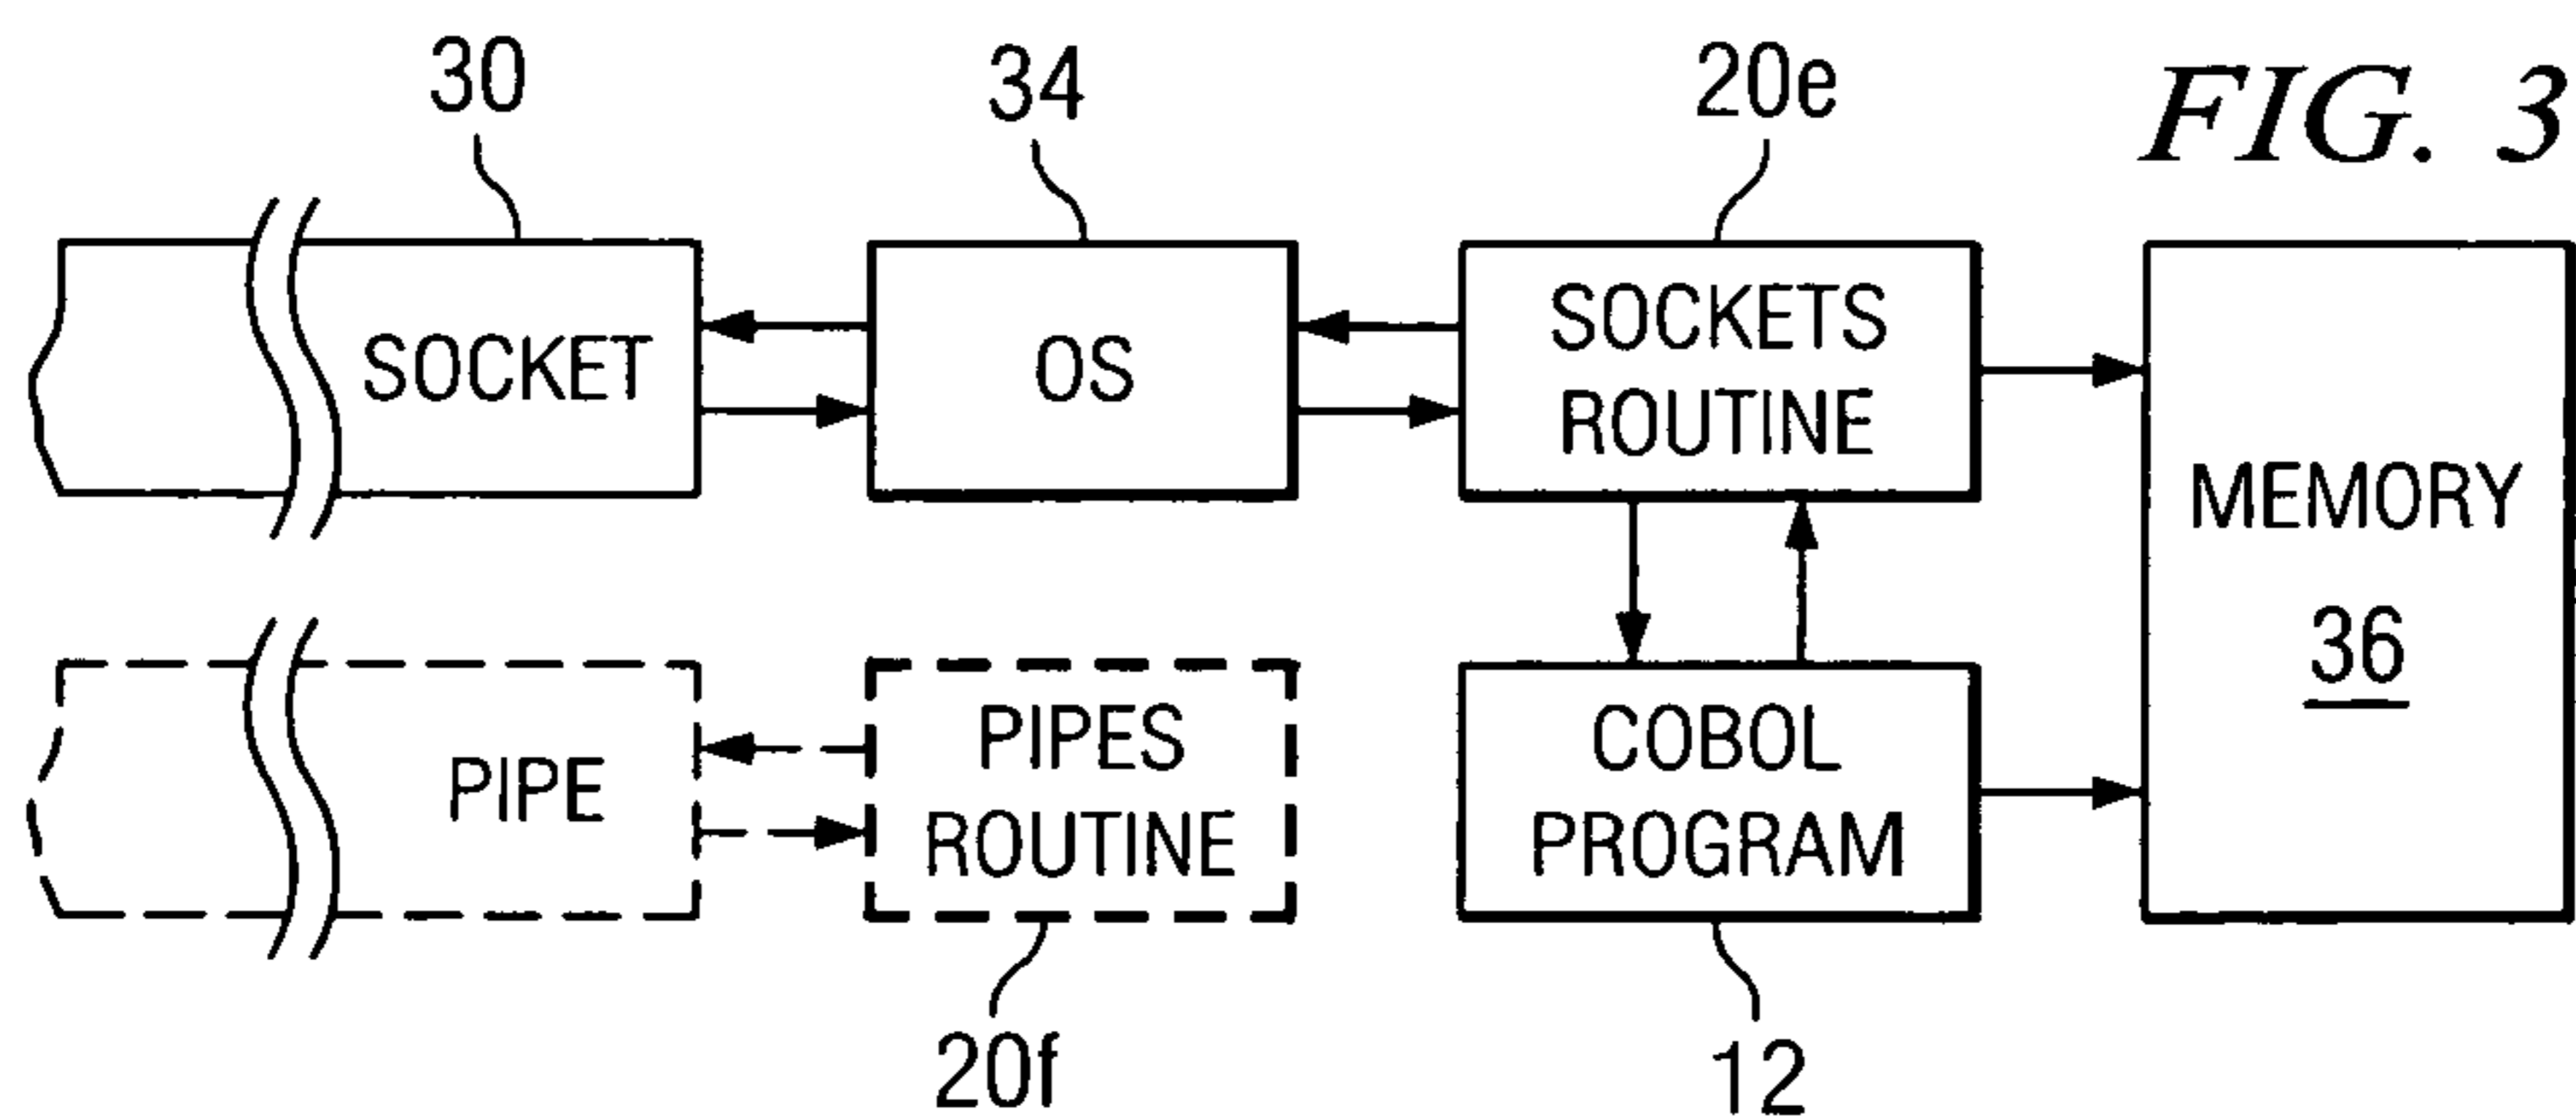 30
34
20e
FIG. 3
SOCKET
OS
SOCKETS
ROUTINE
MEMORY
36
PIPE
PIPES
ROUTINE
COBOL
PROGRAM
20f
12